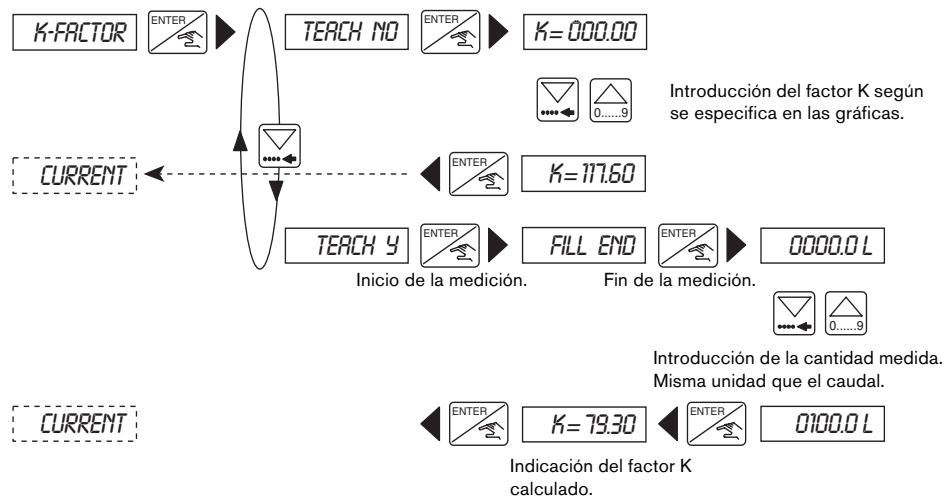 K-FACTOR
ENTER
TEACH NO
ENTER
K=000.00
0......9
Introducción del factor K según
se especifica en las gráficas.
CURRENT
ENTER
K=117.60
TEACH Y
ENTER
FILL END
ENTER
0000.0 L
Inicio de la medición.
Fin de la medición.
0......9
Introducción de la cantidad medida.
Misma unidad que el caudal.
CURRENT
ENTER
K=79.30
ENTER
0100.0 L
Indicación del factor K
calculado.